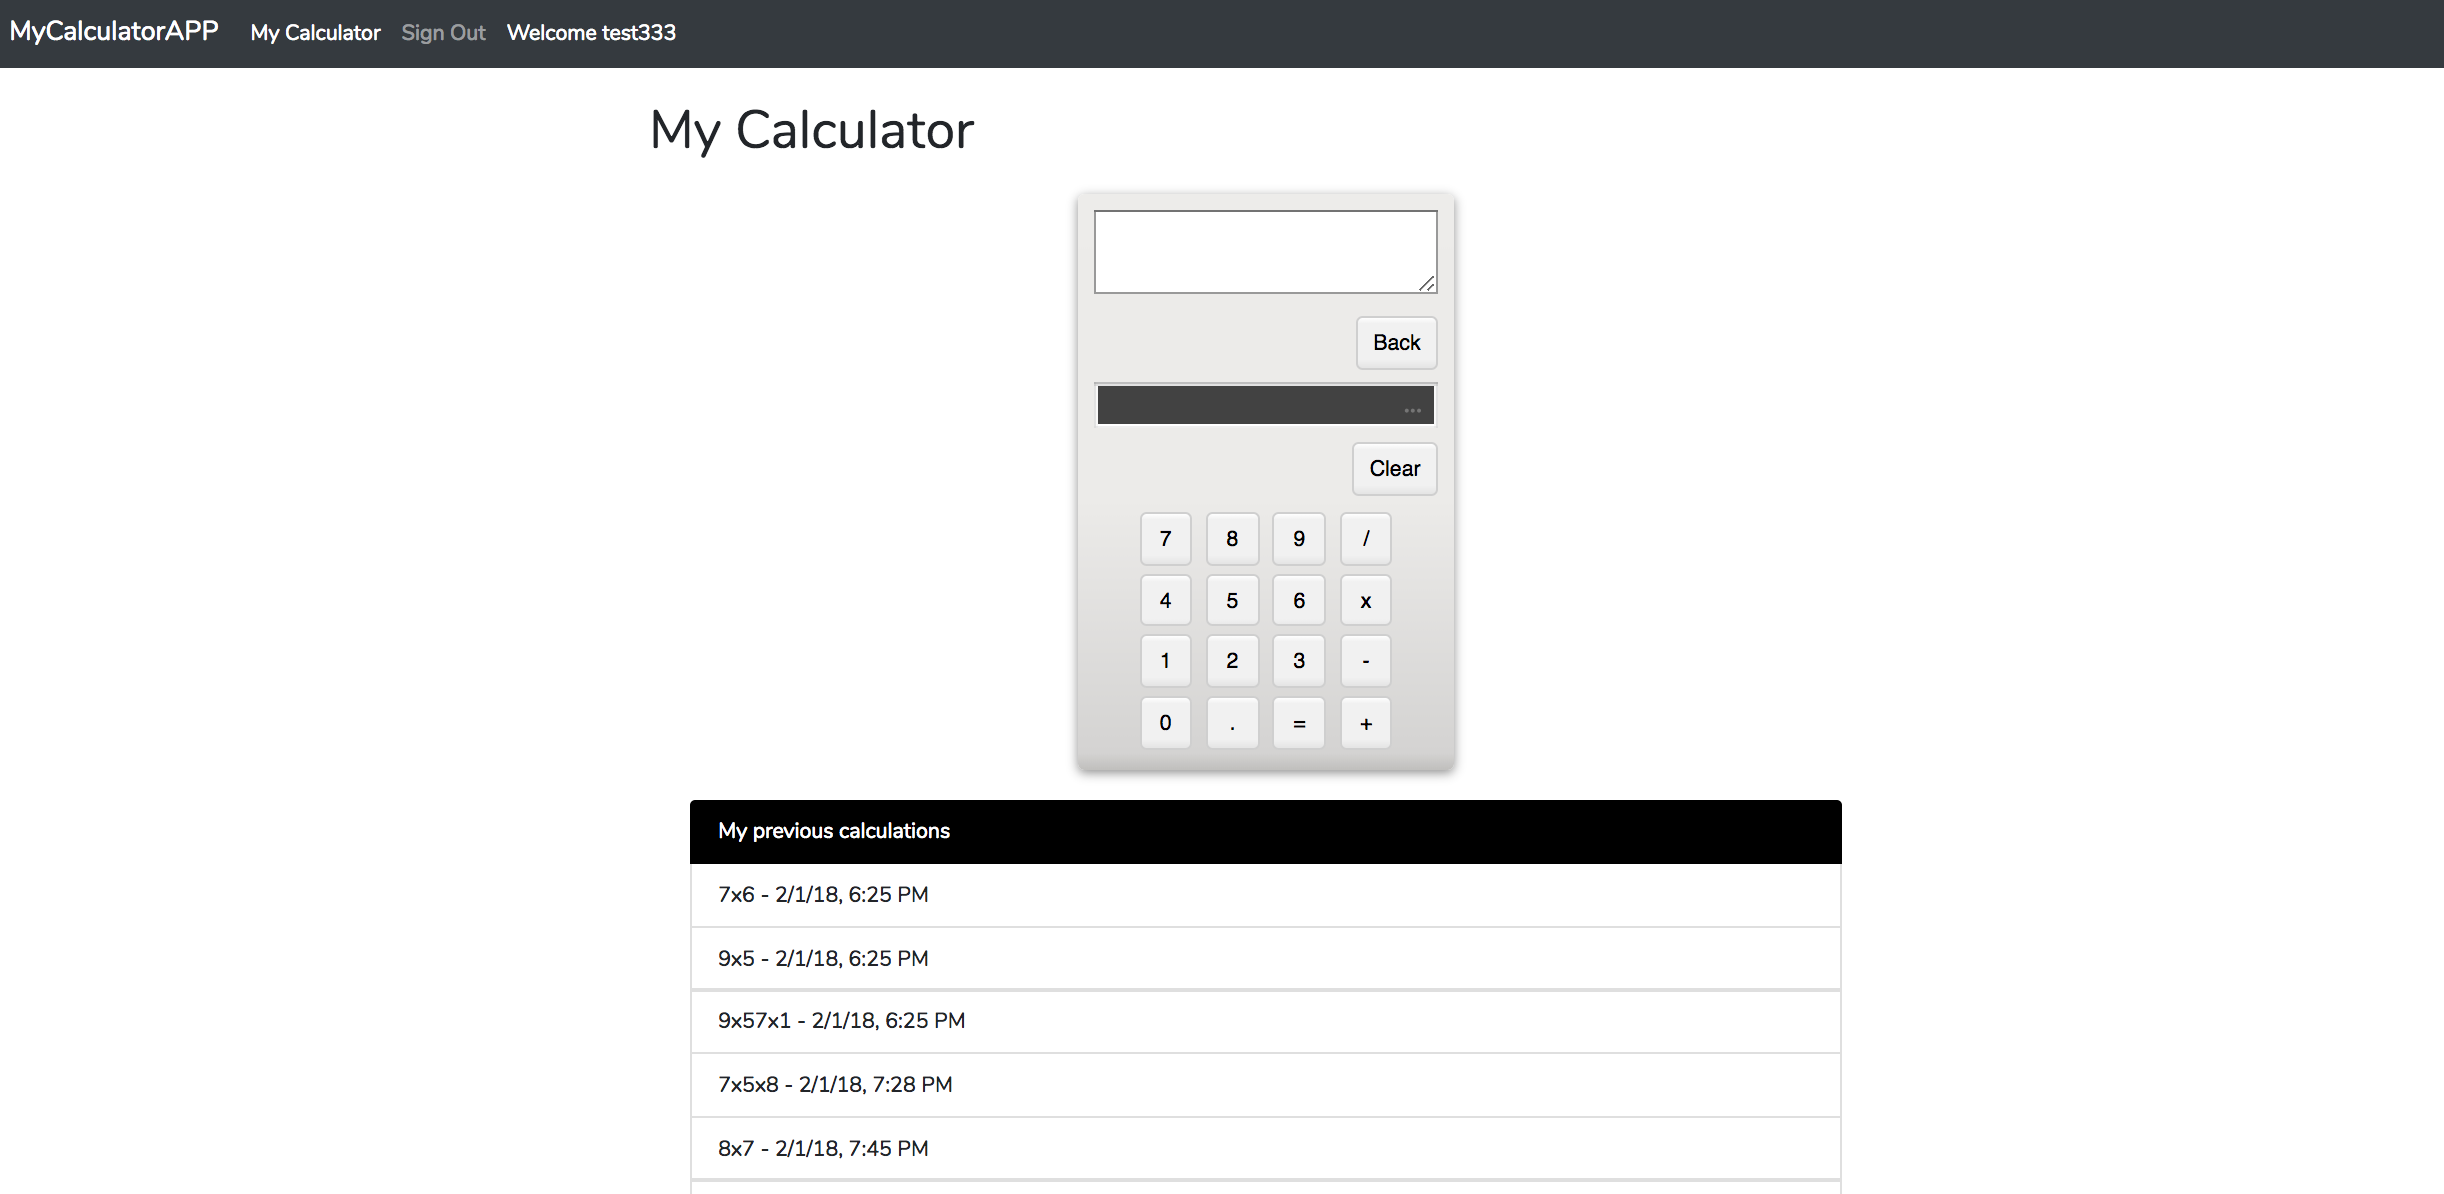 MyCalculatorAPP My Calculator Sign Out Welcome test333
My Calculator
Back
...
Clear
7 8 9 /
4 5 6 x
1 2 3 -
0 . = +
My previous calculations
7x6 - 2/1/18, 6:25 PM
9x5 - 2/1/18, 6:25 PM
9x57x1 - 2/1/18, 6:25 PM
7x5x8 - 2/1/18, 7:28 PM
8x7 - 2/1/18, 7:45 PM